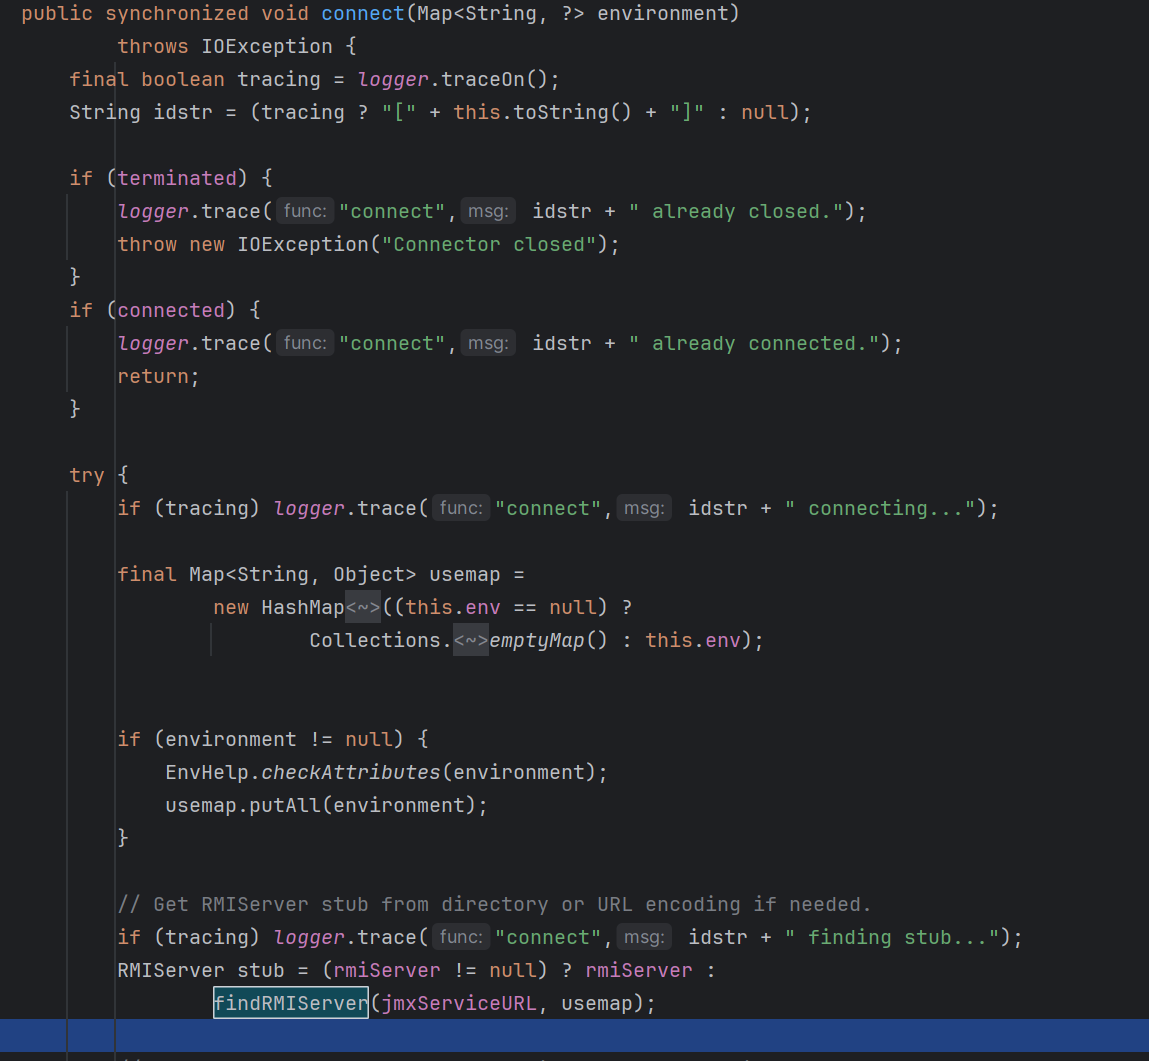 public synchronized void connect(Map<String, ?> environment)
        throws IOException {
    final boolean tracing = logger.traceOn();
    String idstr = (tracing ? "[" + this.toString() + "]" : null);
    if (terminated) {
        logger.trace( func: "connect", msg: idstr + " already closed.");
        throw new IOException("Connector closed");
    }
    if (connected) {
        logger.trace( func: "connect", msg: idstr + " already connected.");
        return;
    }
    try {
        if (tracing) logger.trace( func: "connect", msg: idstr + " connecting...");
        final Map<String, Object> usemap =
                new HashMap<~>((this.env == null) ?
                        Collections.<~>emptyMap() : this.env);
        if (environment != null) {
            EnvHelp.checkAttributes(environment);
            usemap.putAll(environment);
        }
        // Get RMIServer stub from directory or URL encoding if needed.
        if (tracing) logger.trace( func: "connect", msg: idstr + " finding stub...");
        RMIServer stub = (rmiServer != null) ? rmiServer :
                findRMIServer(jmxServiceURL, usemap);